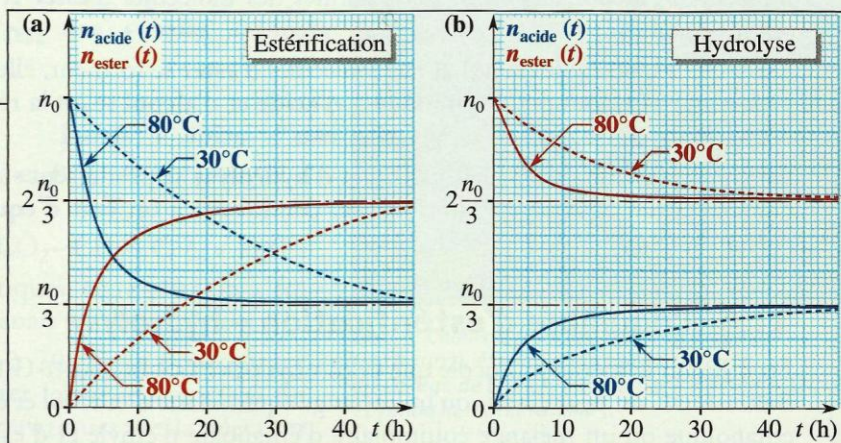 (a)
n_acide (t)
n_ester (t)
Estérification
n₀
80°C
30°C
2 n₀/3
n₀/3
30°C
80°C
0
0 10 20 30 40 t (h)
(b)
n_acide (t)
n_ester (t)
Hydrolyse
n₀
80°C
30°C
2 n₀/3
n₀/3
30°C
80°C
0
0 10 20 30 40 t (h)